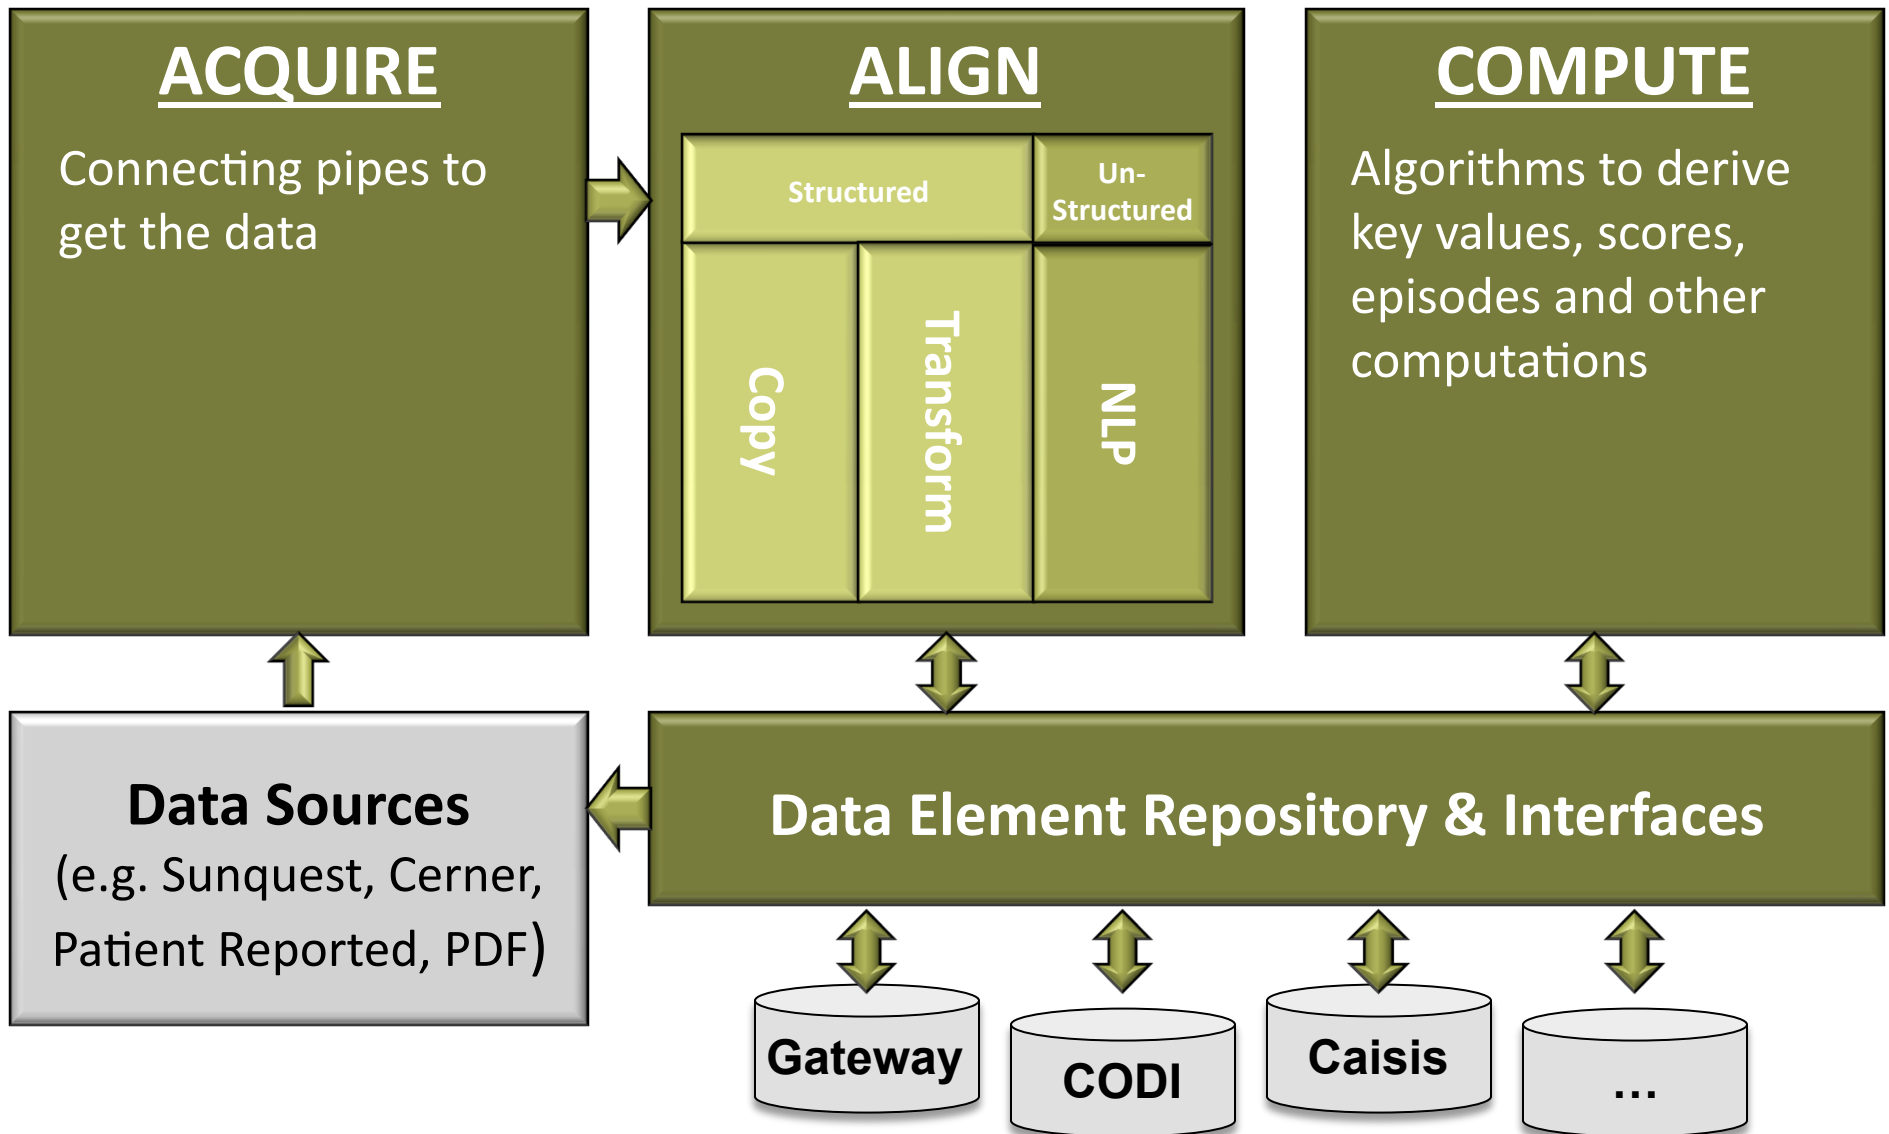 ACQUIRE
Connecting pipes to
get the data
ALIGN
Structured
Un-
Structured
Copy
Transform
NLP
COMPUTE
Algorithms to derive
key values, scores,
episodes and other
computations
Data Sources
(e.g. Sunquest, Cerner,
Patient Reported, PDF)
Data Element Repository & Interfaces
Gateway
CODI
Caisis
...